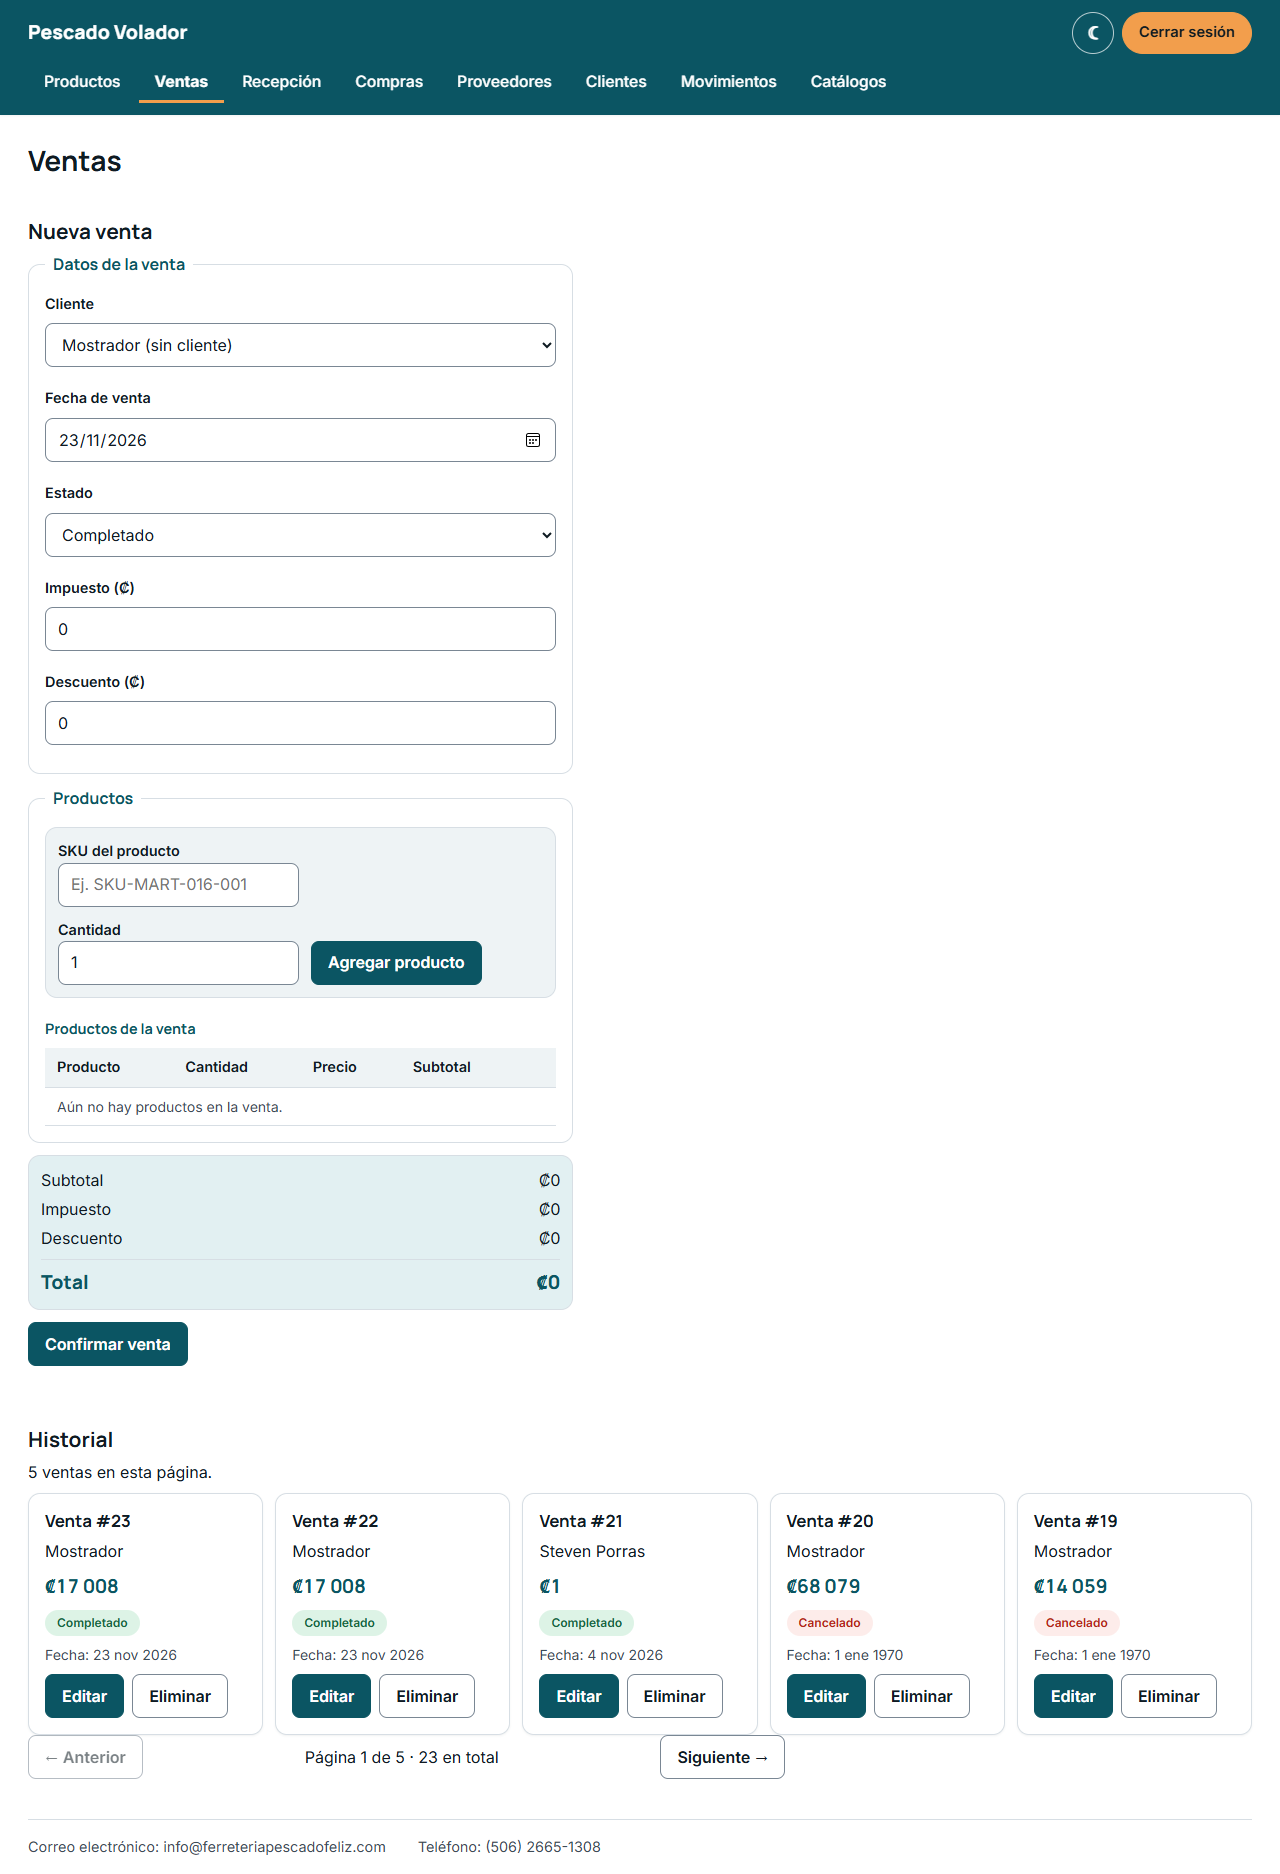 Pescado Volador
Cerrar sesión
Productos Ventas Recepción Compras Proveedores Clientes Movimientos Catálogos
Ventas
Nueva venta
Datos de la venta
Cliente
Mostrador (sin cliente)
Fecha de venta
23/11/2026
Estado
Completado
Impuesto (₡)
0
Descuento (₡)
0
Productos
SKU del producto
Ej. SKU-MART-016-001
Cantidad
1 Agregar producto
Productos de la venta
Producto Cantidad Precio Subtotal
Aún no hay productos en la venta.
Subtotal ₡0
Impuesto ₡0
Descuento ₡0
Total ₡0
Confirmar venta
Historial
5 ventas en esta página.
Venta #23 Venta #22 Venta #21 Venta #20 Venta #19
Mostrador Mostrador Steven Porras Mostrador Mostrador
₡17 008 ₡17 008 ₡1 ₡68 079 ₡14 059
Completado Completado Completado Cancelado Cancelado
Fecha: 23 nov 2026 Fecha: 23 nov 2026 Fecha: 4 nov 2026 Fecha: 1 ene 1970 Fecha: 1 ene 1970
Editar Eliminar Editar Eliminar Editar Eliminar Editar Eliminar Editar Eliminar
← Anterior Página 1 de 5 · 23 en total Siguiente →
Correo electrónico: info@ferreteriapescadofeliz.com Teléfono: (506) 2665-1308